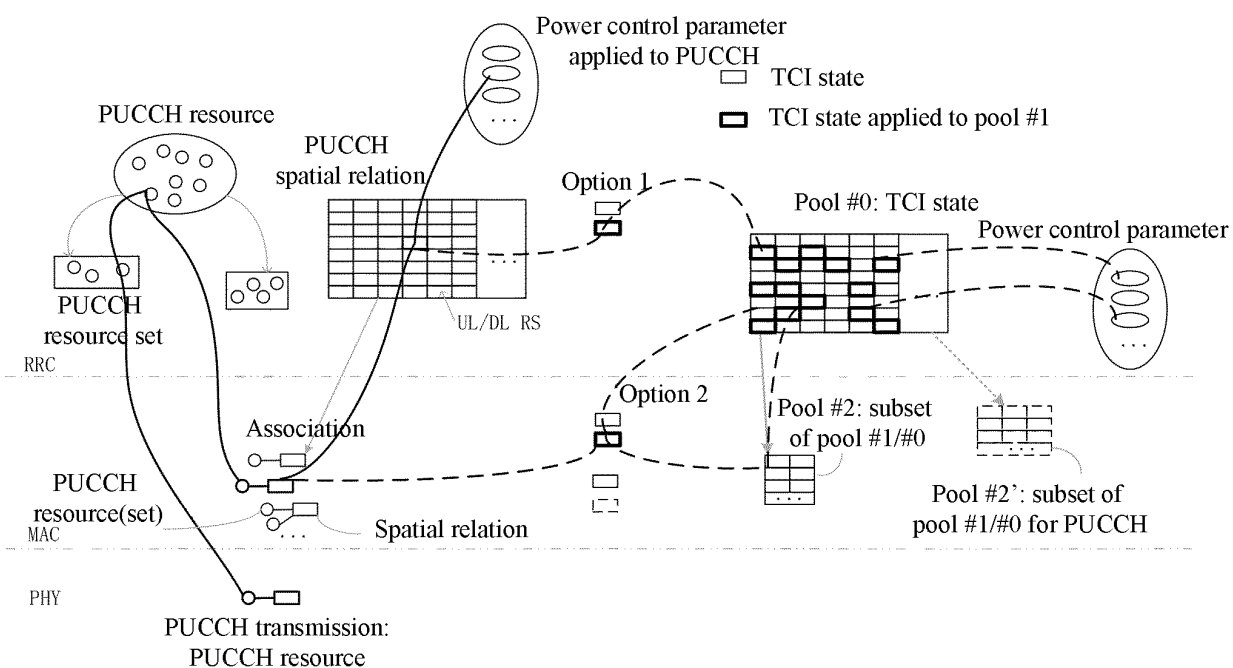 Power control parameter
applied to PUCCH
TCI state
TCI state applied to pool #1
PUCCH resource
PUCCH
spatial relation
Option 1
Pool #0: TCI state
Power control parameter
...
PUCCH
resource set
UL/DL RS
RRC
Option 2
Association
Pool #2: subset
of pool #1/#0
PUCCH
resource(set)
Spatial relation
...
Pool #2’: subset of
pool #1/#0 for PUCCH
MAC
PHY
PUCCH transmission:
PUCCH resource